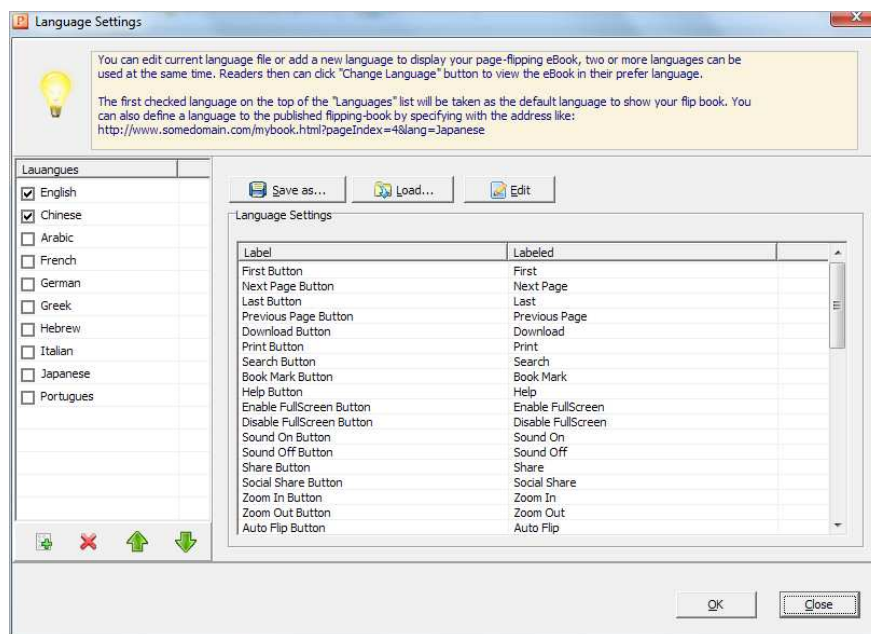 Language Settings
You can edit current language file or add a new language to display your page-flipping eBook, two or more languages can be
used at the same time. Readers then can click "Change Language" button to view the eBook in their prefer language.
The first checked language on the top of the "Languages" list will be taken as the default language to show your flip book. You
can also define a language to the published flipping-book by specifying with the address like:
http://www.somedomain.com/mybook.html?pageIndex=4&lang=Japanese
Lauangues
English
Chinese
Arabic
French
German
Greek
Hebrew
Italian
Japanese
Portugues
Save as... Load... Edit
Language Settings
Label Labeled
First Button First
Next Page Button Next Page
Last Button Last
Previous Page Button Previous Page
Download Button Download
Print Button Print
Search Button Search
Book Mark Button Book Mark
Help Button Help
Enable FullScreen Button Enable FullScreen
Disable FullScreen Button Disable FullScreen
Sound On Button Sound On
Sound Off Button Sound Off
Share Button Share
Social Share Button Social Share
Zoom In Button Zoom In
Zoom Out Button Zoom Out
Auto Flip Button Auto Flip
OK Close